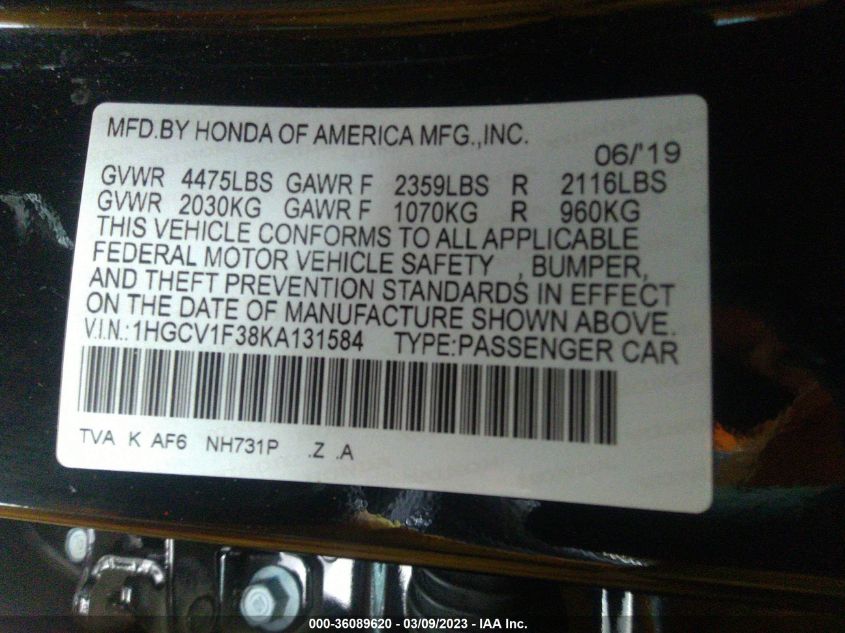 MFD.BY HONDA OF AMERICA MFG.,INC.
06/'19
GVWR 4475LBS GAWR F 2359LBS R 2116LBS
GVWR 2030KG GAWR F 1070KG R 960KG
THIS VEHICLE CONFORMS TO ALL APPLICABLE
FEDERAL MOTOR VEHICLE SAFETY , BUMPER,
AND THEFT PREVENTION STANDARDS IN EFFECT
ON THE DATE OF MANUFACTURE SHOWN ABOVE.
V.I.N.:1HGCV1F38KA131584 TYPE:PASSENGER CAR
TVA K AF6 NH731P .Z .A
000-36089620 - 03/09/2023 - IAA Inc.